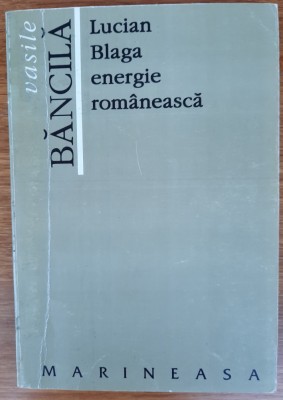 vasile
BĂNCILĂ
Lucian
Blaga
energie
românească
MARINEASA